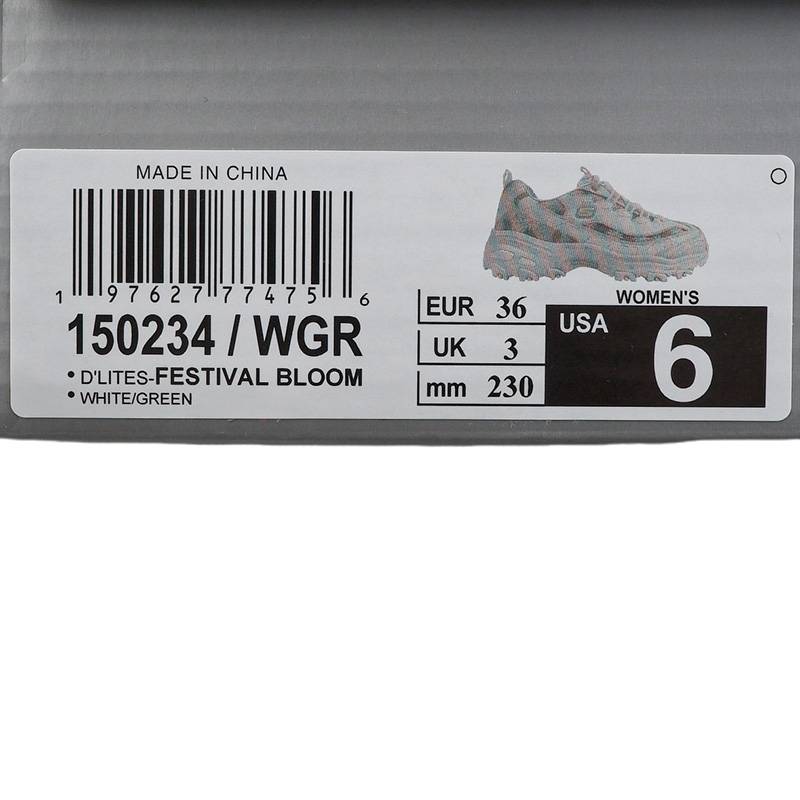 MADE IN CHINA
1 97627 77475 6
150234 / WGR
• D'LITES-FESTIVAL BLOOM
• WHITE/GREEN
EUR 36
UK 3
mm 230
WOMEN'S
USA 6